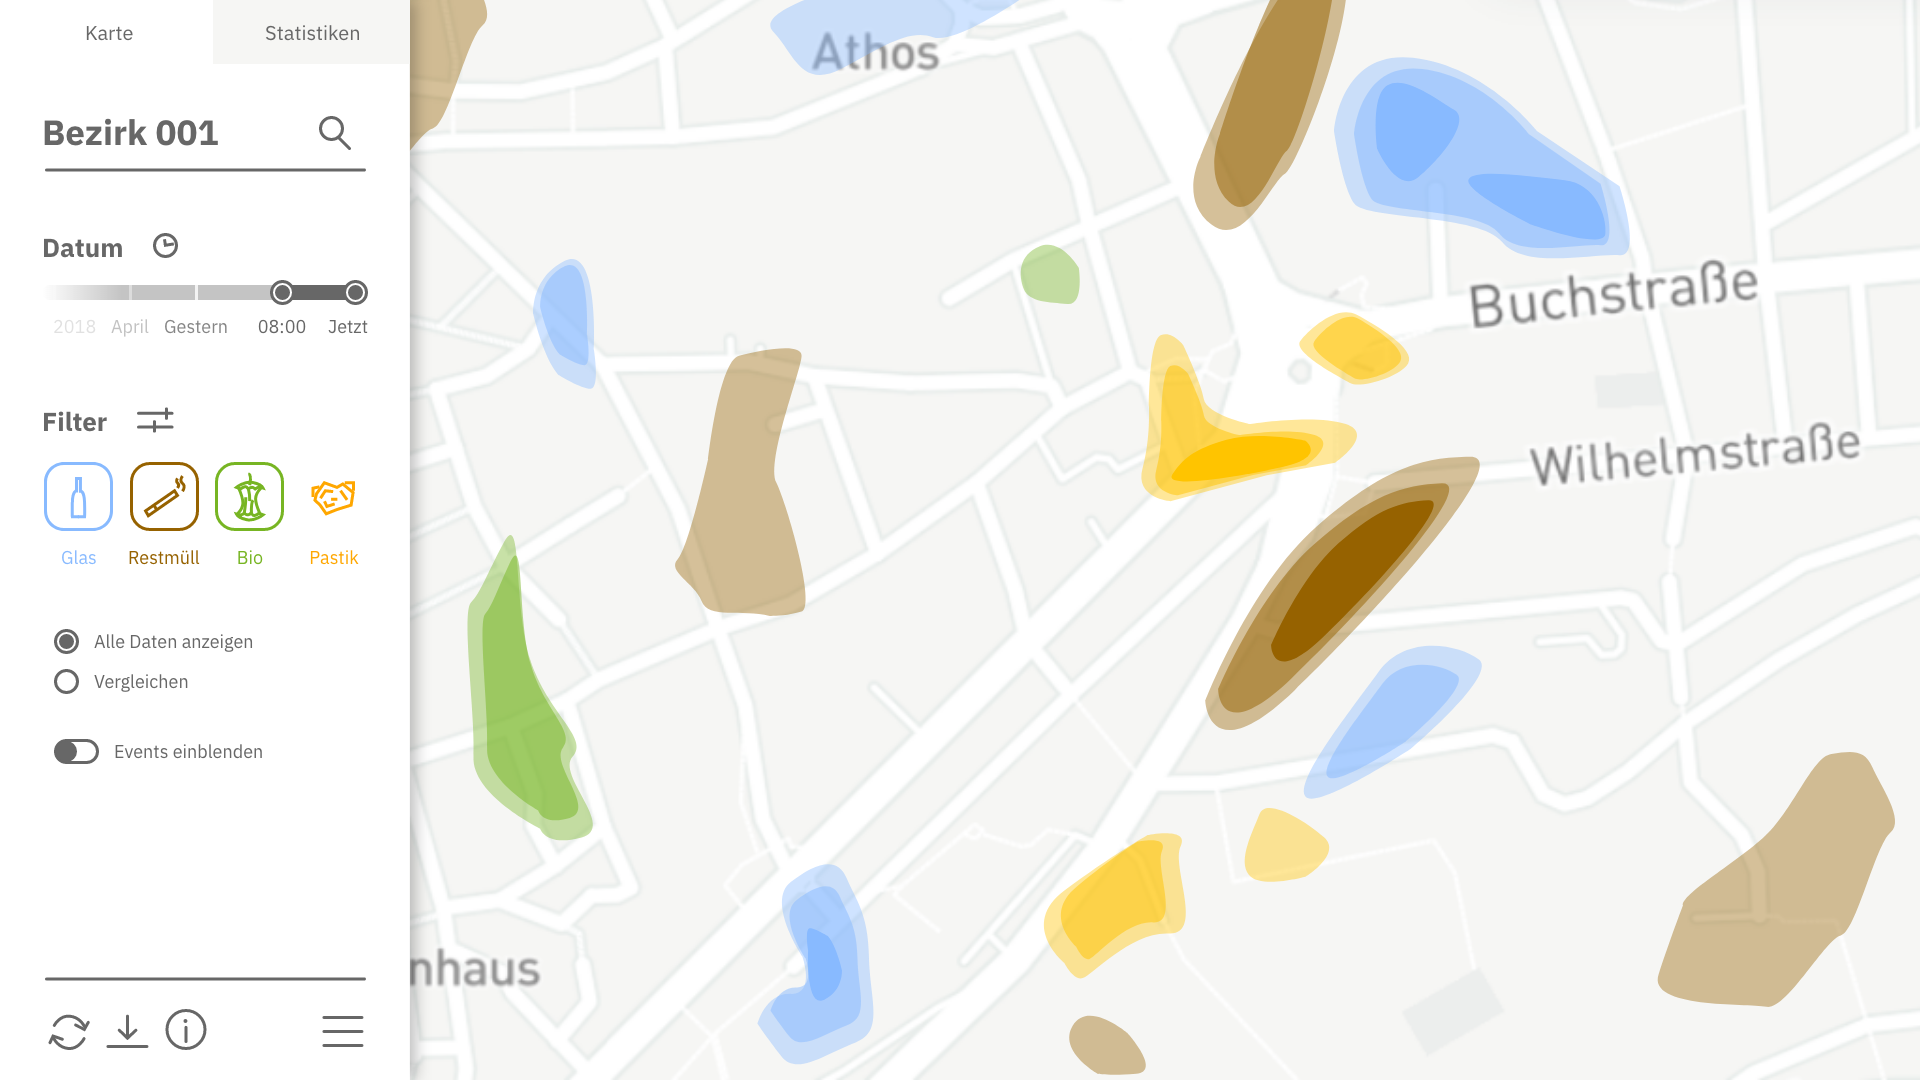 Karte
Statistiken
Bezirk 001
Datum
2018 April Gestern 08:00 Jetzt
Filter
Glas Restmüll Bio Pastik
Alle Daten anzeigen
Vergleichen
Events einblenden
Athos
Buchstraße
Wilhelmstraße
nhaus